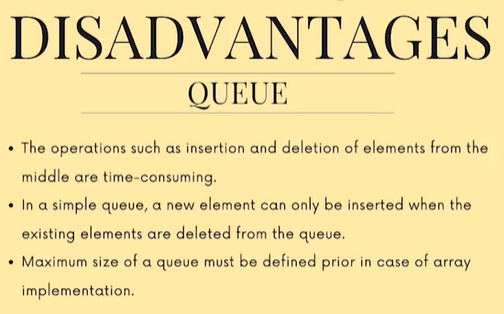 DISADVANTAGES
QUEUE
• The operations such as insertion and deletion of elements from the
middle are time-consuming.
• In a simple queue, a new element can only be inserted when the
existing elements are deleted from the queue.
• Maximum size of a queue must be defined prior in case of array
implementation.